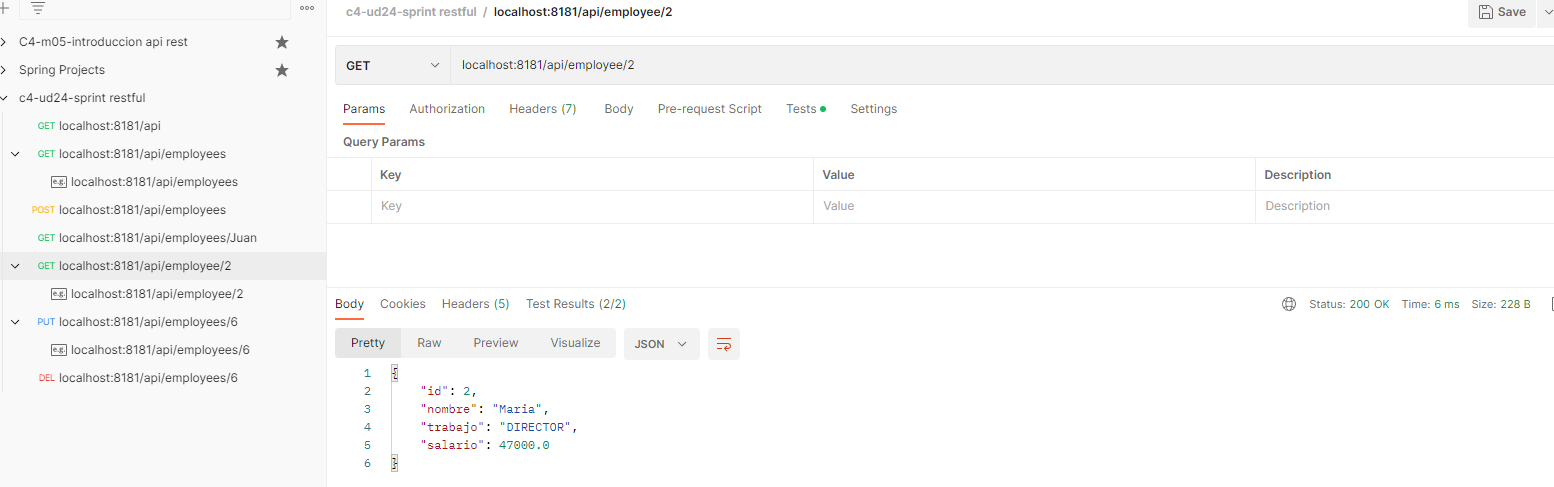 c4-ud24-sprint restful / localhost:8181/api/employee/2
Save
C4-m05-introduccion api rest
Spring Projects
c4-ud24-sprint restful
GET localhost:8181/api
GET localhost:8181/api/employees
e.g. localhost:8181/api/employees
POST localhost:8181/api/employees
GET localhost:8181/api/employees/Juan
GET localhost:8181/api/employee/2
e.g. localhost:8181/api/employee/2
PUT localhost:8181/api/employees/6
e.g. localhost:8181/api/employees/6
DEL localhost:8181/api/employees/6
GET localhost:8181/api/employee/2
Params Authorization Headers (7) Body Pre-request Script Tests Settings
Query Params
Key Value Description
Key Value Description
Body Cookies Headers (5) Test Results (2/2) Status: 200 OK Time: 6 ms Size: 228 B
Pretty Raw Preview Visualize JSON
1 {
2 "id": 2,
3 "nombre": "Maria",
4 "trabajo": "DIRECTOR",
5 "salario": 47000.0
6 }